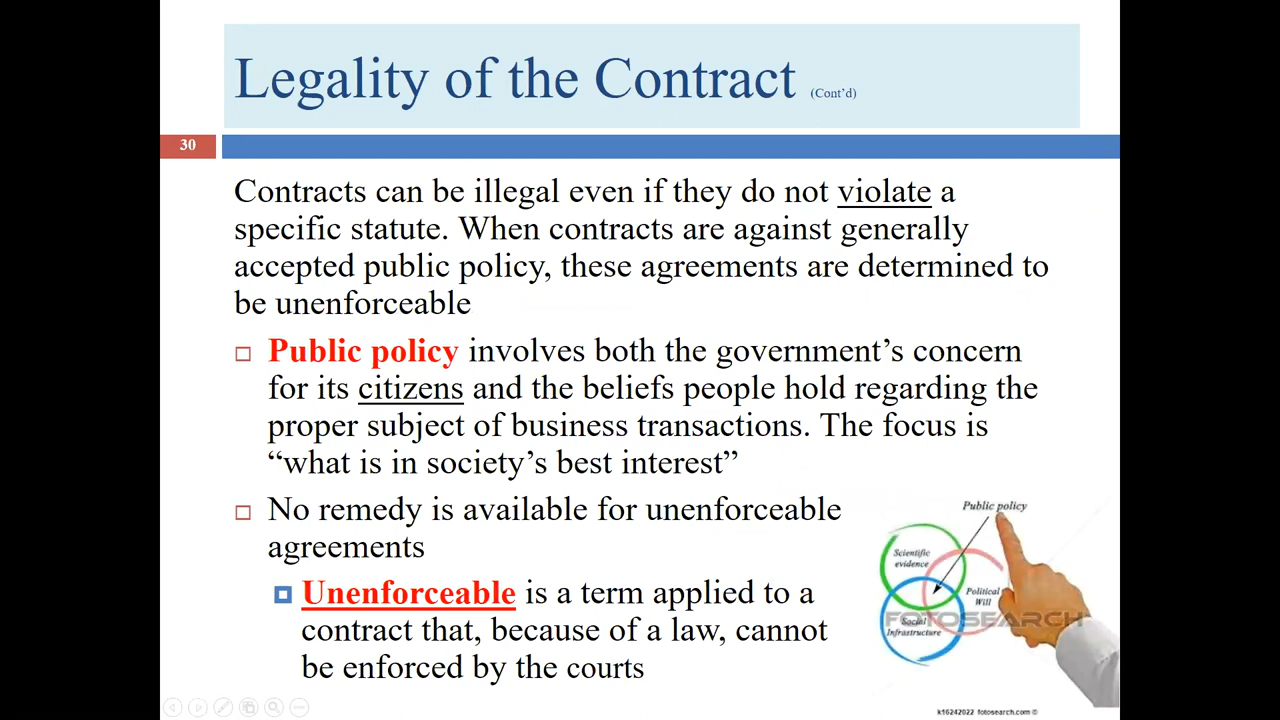 Legality of the Contract (Cont’d)
30
Contracts can be illegal even if they do not violate a
specific statute. When contracts are against generally
accepted public policy, these agreements are determined to
be unenforceable
Public policy involves both the government’s concern
for its citizens and the beliefs people hold regarding the
proper subject of business transactions. The focus is
“what is in society’s best interest”
No remedy is available for unenforceable
agreements
Unenforceable is a term applied to a
contract that, because of a law, cannot
be enforced by the courts
Public policy
Scientific
evidence
Political
Will
Social
Infrastructure
FOTOSEARCH
k16242022 fotosearch.com ©